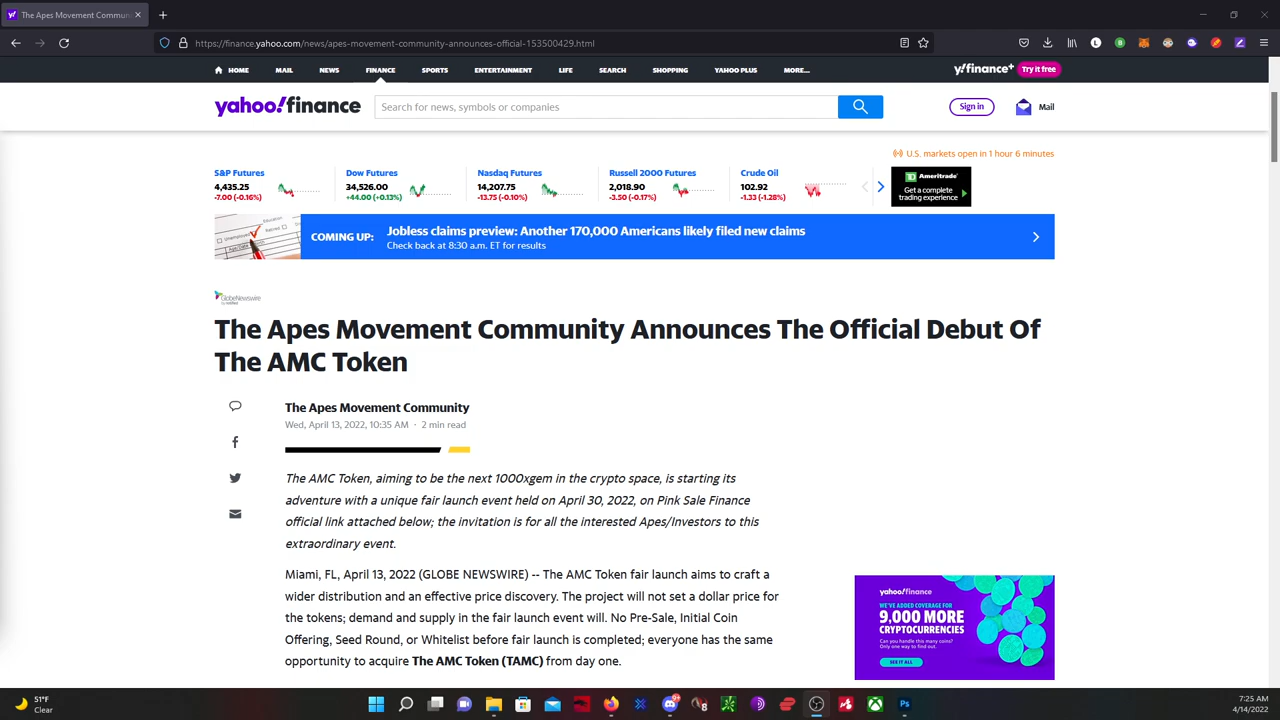 The Apes Movement Commun
https://finance.yahoo.com/news/apes-movement-community-announces-official-153500429.html
HOME MAIL NEWS FINANCE SPORTS ENTERTAINMENT LIFE SEARCH SHOPPING YAHOO PLUS MORE... y!finance+ Try it free
yahoo!finance Search for news, symbols or companies Sign in Mail
U.S. markets open in 1 hour 6 minutes
S&P Futures Dow Futures Nasdaq Futures Russell 2000 Futures Crude Oil
4,435.25 34,526.00 14,207.75 2,018.90 102.92
-7.00 (-0.16%) +44.00 (+0.13%) -13.75 (-0.10%) -3.50 (-0.17%) -1.33 (-1.28%)
TD Ameritrade
Get a complete
trading experience
COMING UP: Jobless claims preview: Another 170,000 Americans likely filed new claims
Check back at 8:30 a.m. ET for results
GlobeNewswire
by notified
The Apes Movement Community Announces The Official Debut Of
The AMC Token
The Apes Movement Community
Wed, April 13, 2022, 10:35 AM · 2 min read
The AMC Token, aiming to be the next 1000xgem in the crypto space, is starting its
adventure with a unique fair launch event held on April 30, 2022, on Pink Sale Finance
official link attached below; the invitation is for all the interested Apes/Investors to this
extraordinary event.
Miami, FL, April 13, 2022 (GLOBE NEWSWIRE) -- The AMC Token fair launch aims to craft a
wider distribution and an effective price discovery. The project will not set a dollar price for
the tokens; demand and supply in the fair launch event will. No Pre-Sale, Initial Coin
Offering, Seed Round, or Whitelist before fair launch is completed; everyone has the same
opportunity to acquire The AMC Token (TAMC) from day one.
yahoo!finance
WE'VE ADDED COVERAGE FOR
9,000 MORE
CRYPTOCURRENCIES
Can you handle this many coins?
Only one way to find out.
SEE IT ALL
51°F
Clear
7:25 AM
4/14/2022